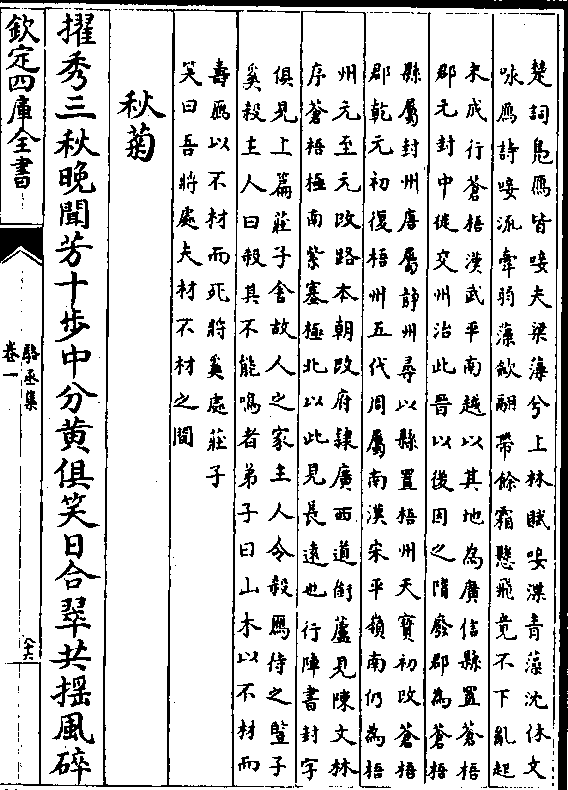 楚詞鳬鴈皆唼夫梁藻兮上林賦唼渫青藻沈休文
咏鴈詩唼流牽弱藻歛翮帶餘霜懸飛竟不下亂起
未成行蒼梧漢武平南越以其地為廣信縣置蒼梧
郡元封中徙交州治此晉以後因之隋廢郡為蒼梧
縣屬封州唐屬静州尋以縣置梧州天寶初改蒼梧
郡乾元初復梧州五代周屬南漢宋平嶺南仍為梧
州元至元改路本朝改府隸廣西道銜蘆見陳文林
序蒼梧極南紫塞極北以此見長遠也行陣書封字
俱見上篇莊子舍故人之家主人令殺鴈侍之豎子
奚殺主人曰殺其不能鳴者弟子曰山木以不材而
壽鴈以不材而死將奚處莊子
笑曰吾將處夫材不材之間
秋菊
擢秀三秋晚聞芳十步中分黄俱笑日合翠共揺風碎
欽定四庫全書
駱丞集
卷一